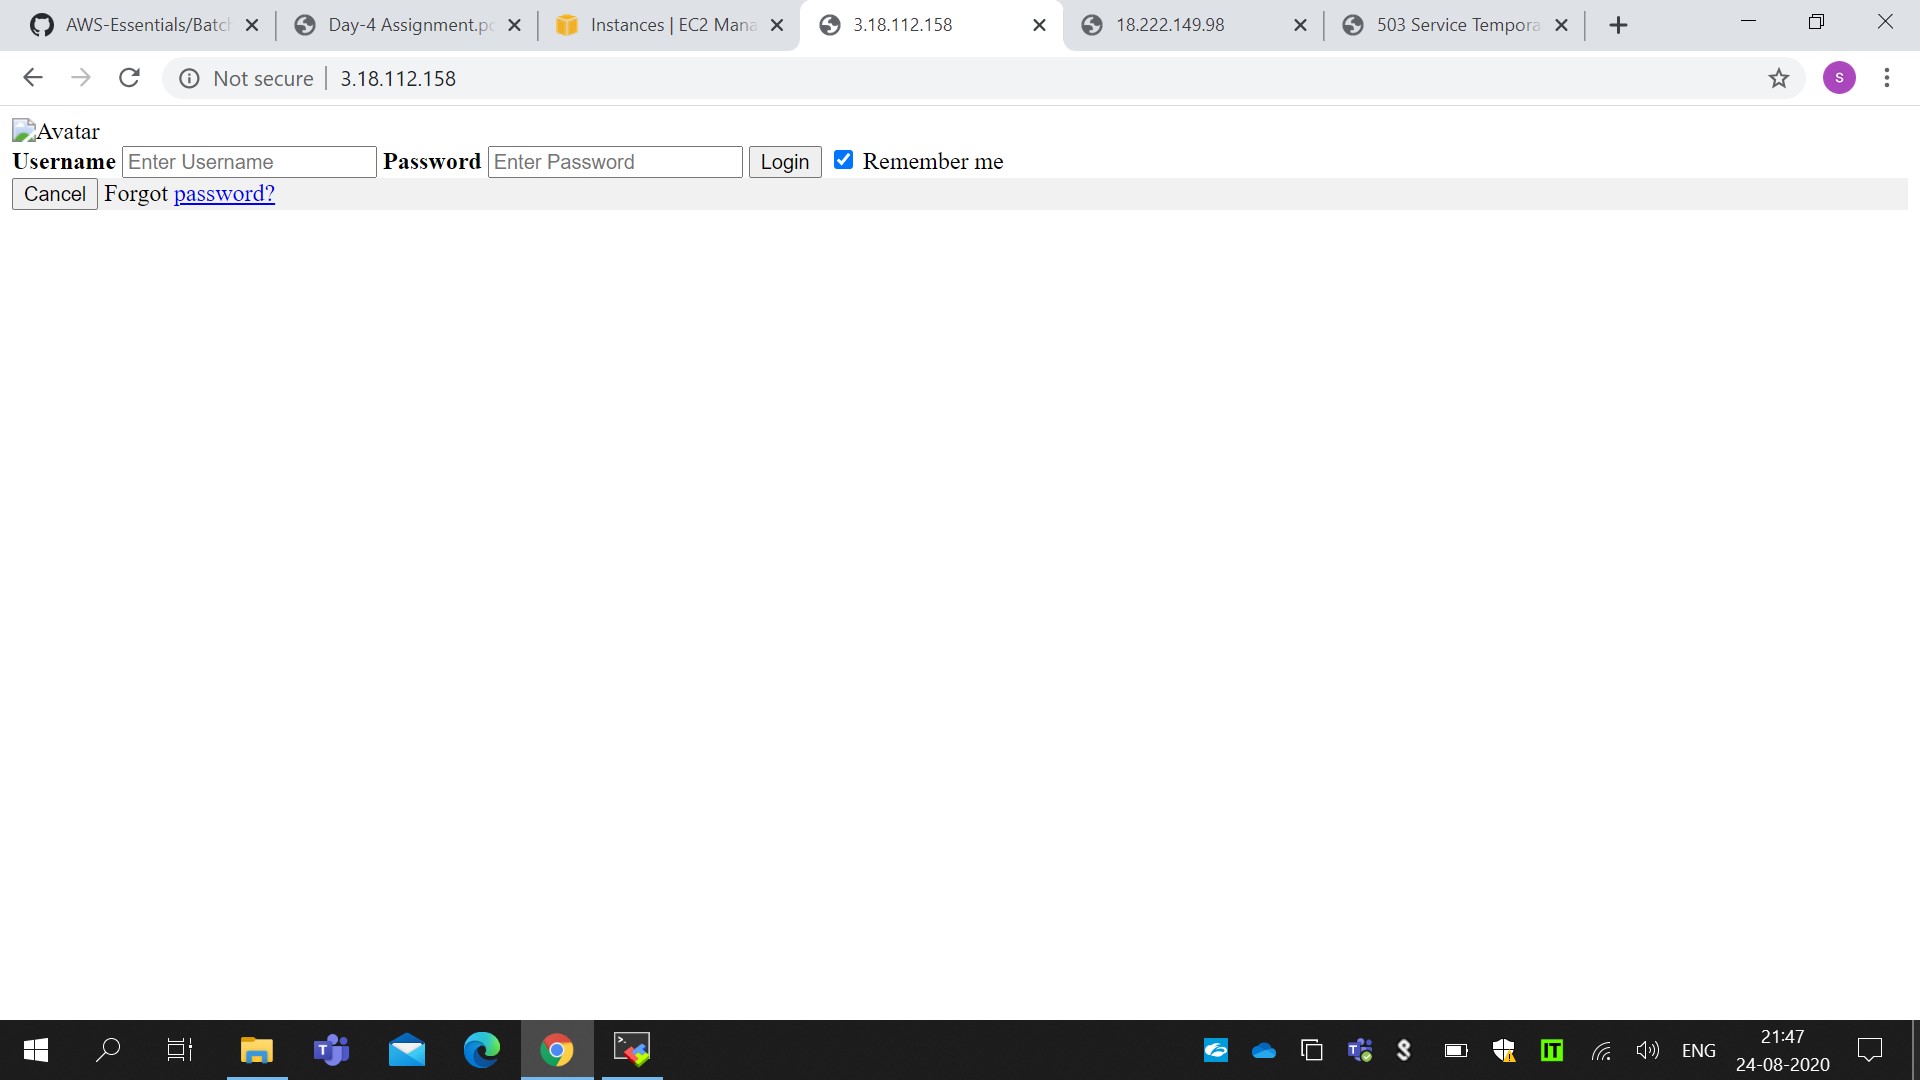 AWS-Essentials/Batch
Day-4 Assignment.pd
Instances | EC2 Mana
3.18.112.158
18.222.149.98
503 Service Tempora
Not secure
3.18.112.158
S
Avatar
Username Enter Username Password Enter Password Login Remember me
Cancel Forgot password?
ENG
21:47
24-08-2020